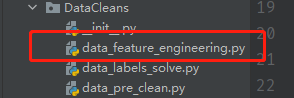 DataCleans
__init__.py
data_feature_engineering.py
data_labels_solve.py
data_pre_clean.py
19
20
21
22